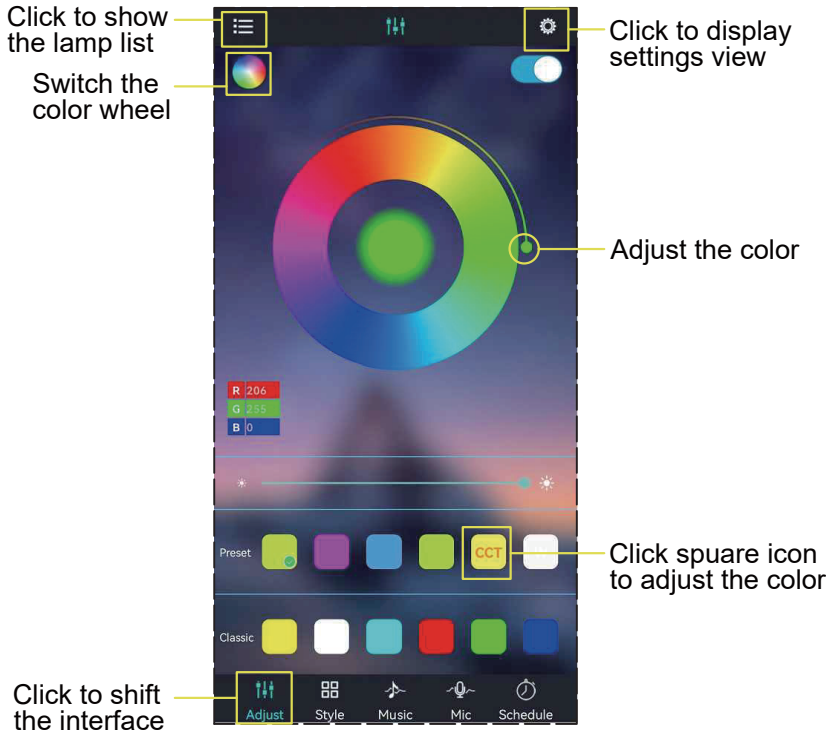 Click to show
the lamp list
Click to display
settings view
Switch the
color wheel
Adjust the color
R 206
G 255
B 0
Preset
CCT
Click spuare icon
to adjust the color
Classic
Click to shift
the interface
Adjust
Style
Music
Mic
Schedule